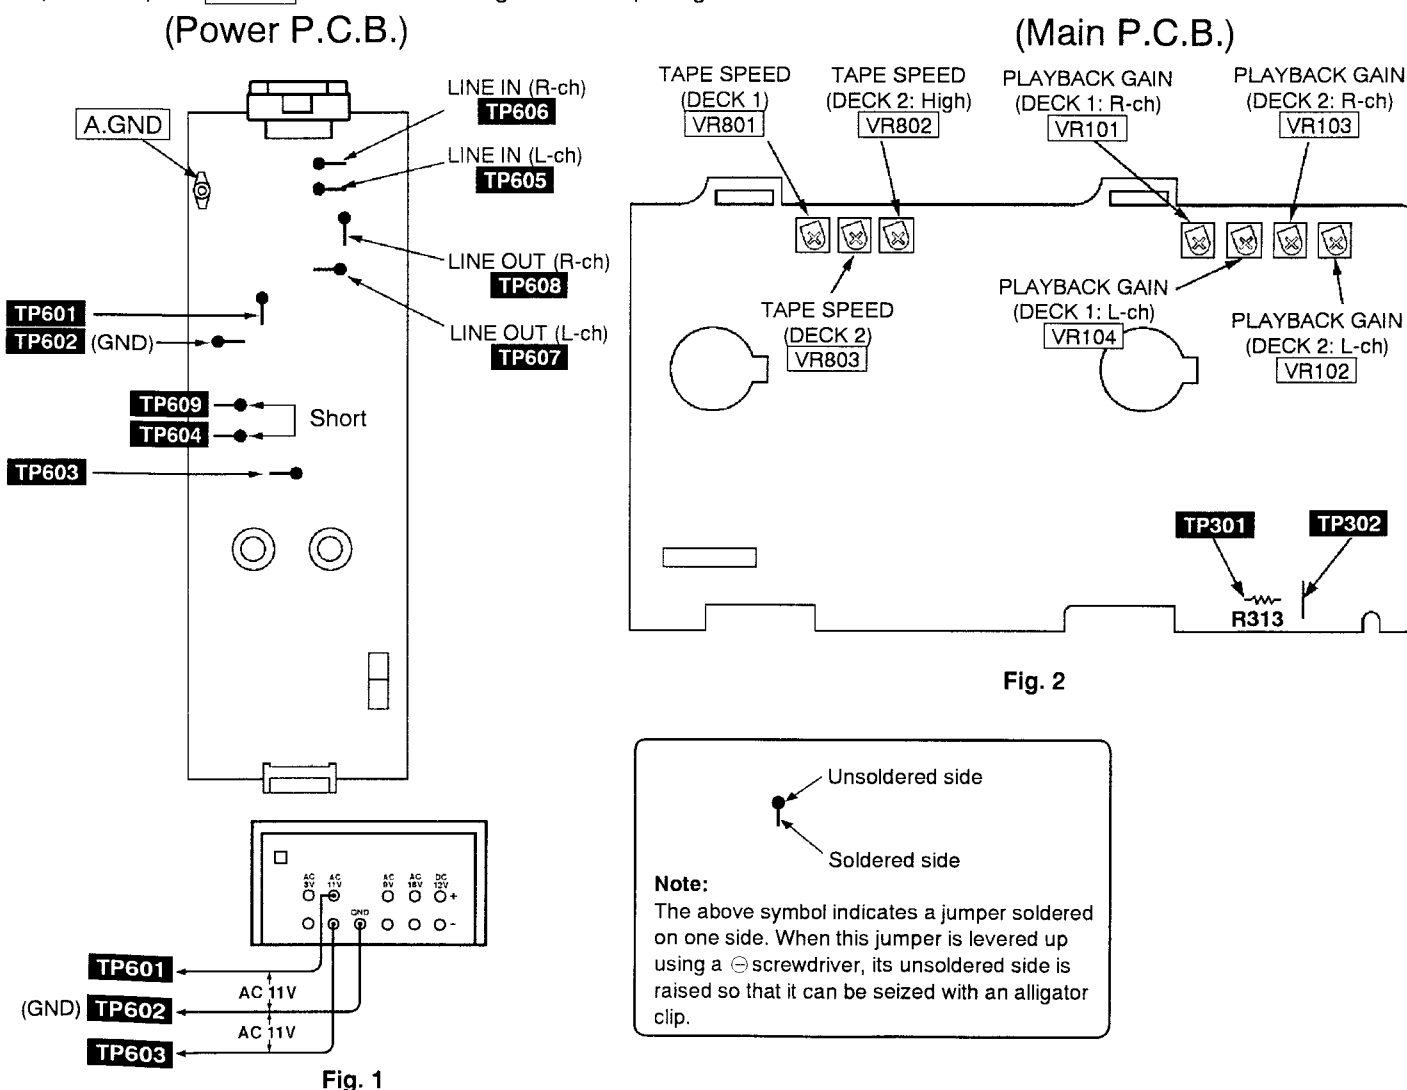 (Power P.C.B.)
A.GND
LINE IN (R-ch)
TP606
LINE IN (L-ch)
TP605
LINE OUT (R-ch)
TP608
LINE OUT (L-ch)
TP607
TP601
TP602 (GND)
TP609
TP604
Short
TP603
AC 3V
AC 11V
AC 9V
AC 18V
DC 12V
+
GND
-
TP601
AC 11V
(GND) TP602
AC 11V
TP603
Fig. 1
(Main P.C.B.)
TAPE SPEED
(DECK 1)
VR801
TAPE SPEED
(DECK 2: High)
VR802
PLAYBACK GAIN
(DECK 1: R-ch)
VR101
PLAYBACK GAIN
(DECK 2: R-ch)
VR103
TAPE SPEED
(DECK 2)
VR803
PLAYBACK GAIN
(DECK 1: L-ch)
VR104
PLAYBACK GAIN
(DECK 2: L-ch)
VR102
TP301
TP302
R313
Fig. 2
Unsoldered side
Soldered side
Note:
The above symbol indicates a jumper soldered
on one side. When this jumper is levered up
using a ⊖ screwdriver, its unsoldered side is
raised so that it can be seized with an alligator
clip.